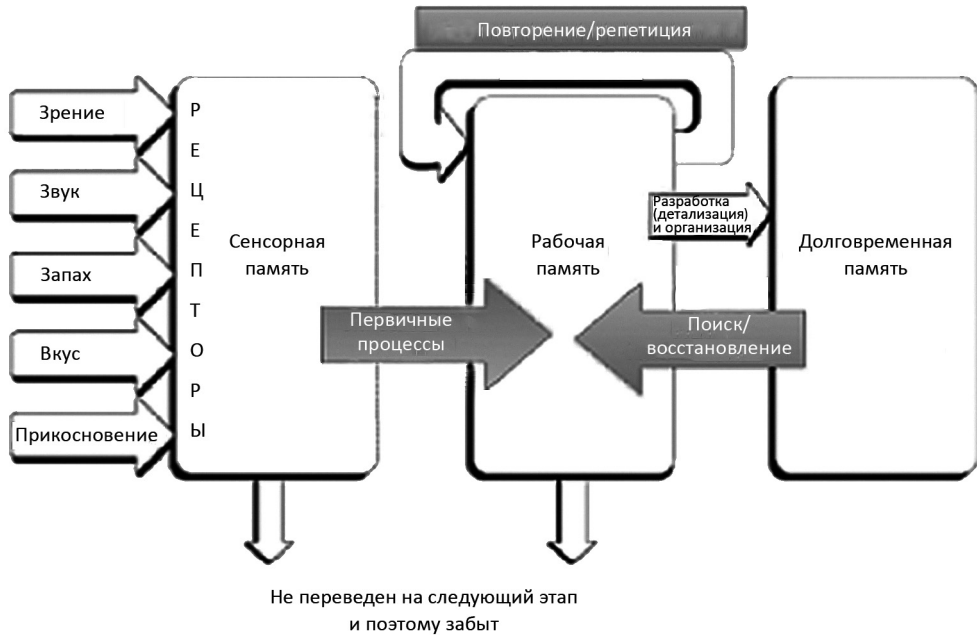 Повторение/репетиция
Зрение
Звук
Запах
Вкус
Прикосновение
Р
Е
Ц
Е
П
Т
О
Р
Ы
Сенсорная
память
Первичные
процессы
Рабочая
память
Разработка
(детализация)
и организация
Поиск/
восстановление
Долговременная
память
Не переведен на следующий этап
и поэтому забыт